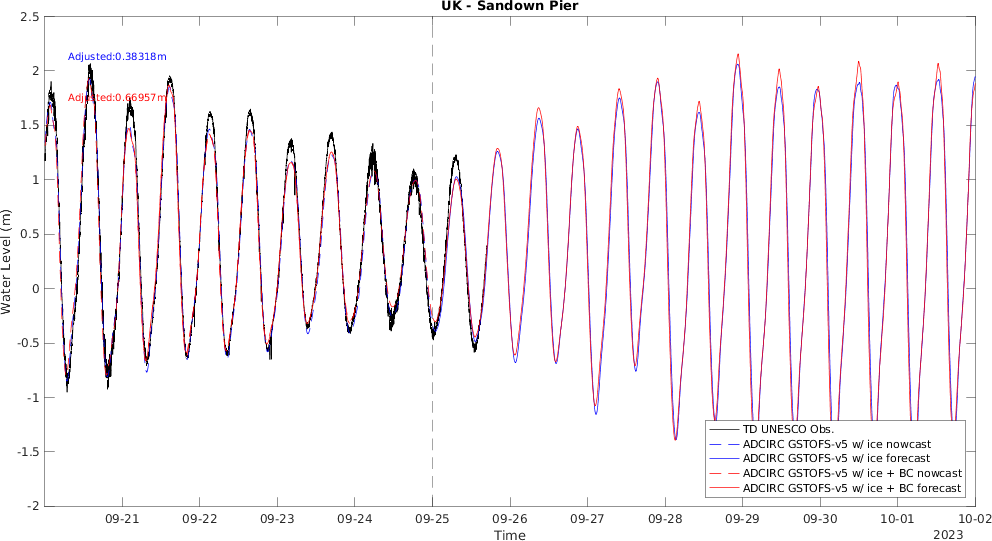 UK - Sandown Pier
Adjusted:0.38318m
Adjusted:0.66957m
Water Level (m)
2.5
2
1.5
1
0.5
0
-0.5
-1
-1.5
-2
TD UNESCO Obs.
ADCIRC GSTOFS-v5 w/ ice nowcast
ADCIRC GSTOFS-v5 w/ ice forecast
ADCIRC GSTOFS-v5 w/ ice + BC nowcast
ADCIRC GSTOFS-v5 w/ ice + BC forecast
09-21 09-22 09-23 09-24 09-25 09-26 09-27 09-28 09-29 09-30 10-01 10-02
Time
2023